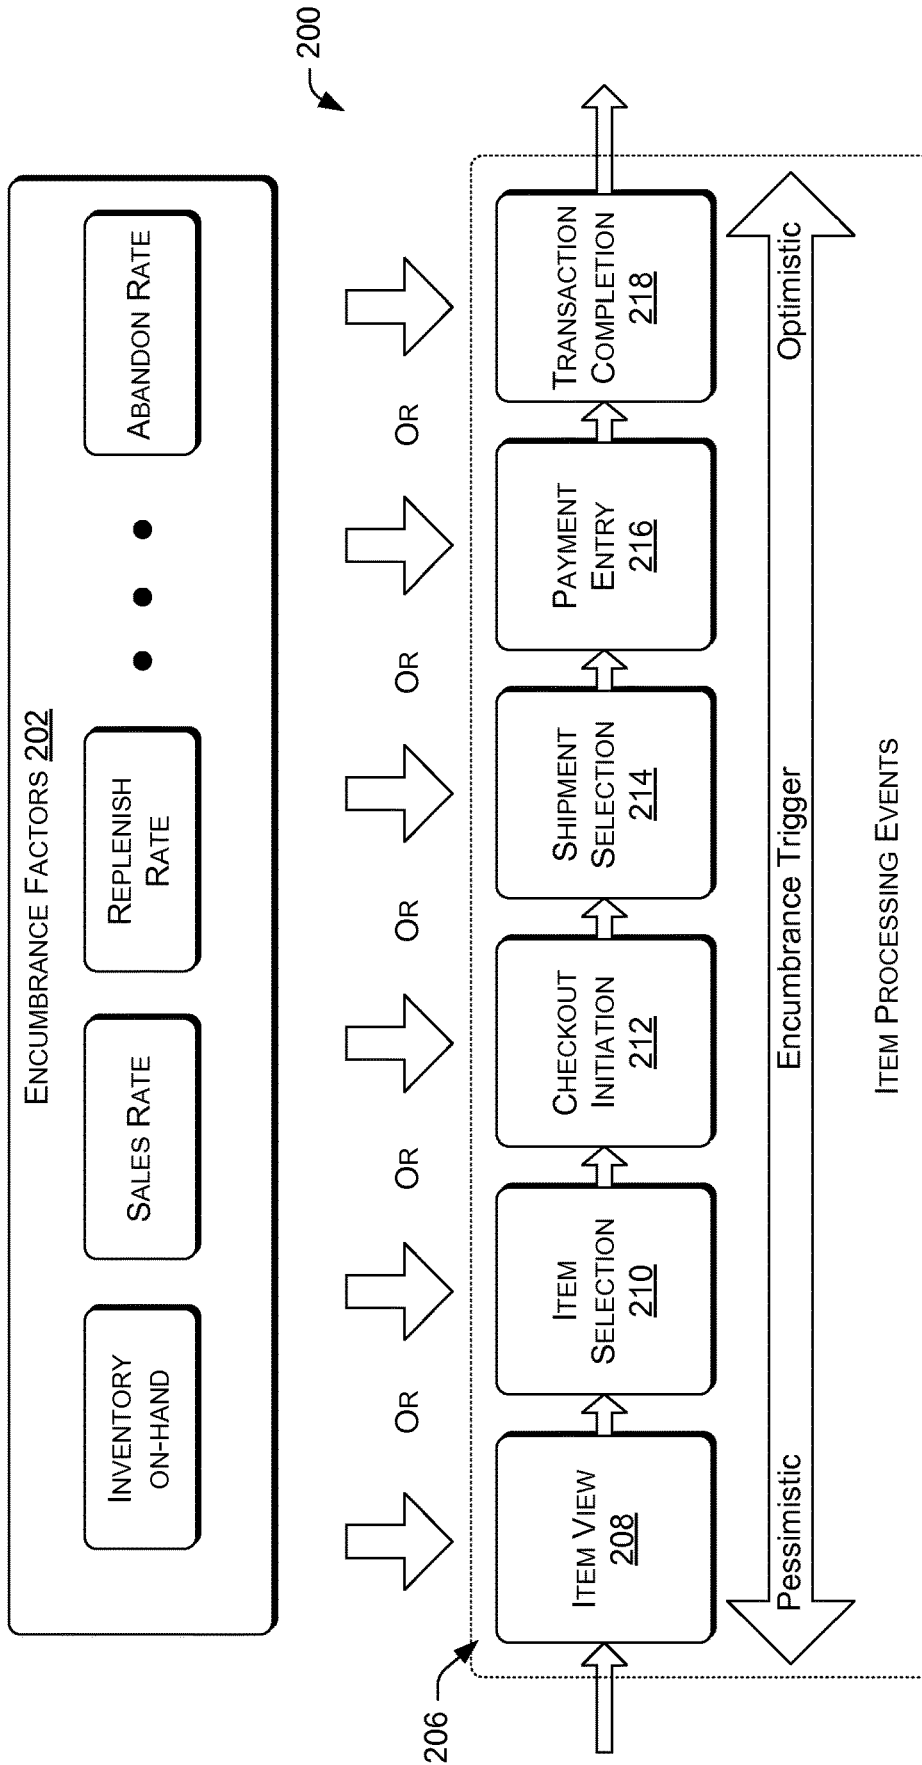 200
ENCUMBRANCE FACTORS 202
INVENTORY
ON-HAND
SALES RATE
REPLENISH
RATE
ABANDON RATE
OR
OR
OR
OR
OR
206
ITEM VIEW
208
ITEM
SELECTION
210
CHECKOUT
INITIATION
212
SHIPMENT
SELECTION
214
PAYMENT
ENTRY
216
TRANSACTION
COMPLETION
218
Pessimistic
Encumbrance Trigger
Optimistic
ITEM PROCESSING EVENTS